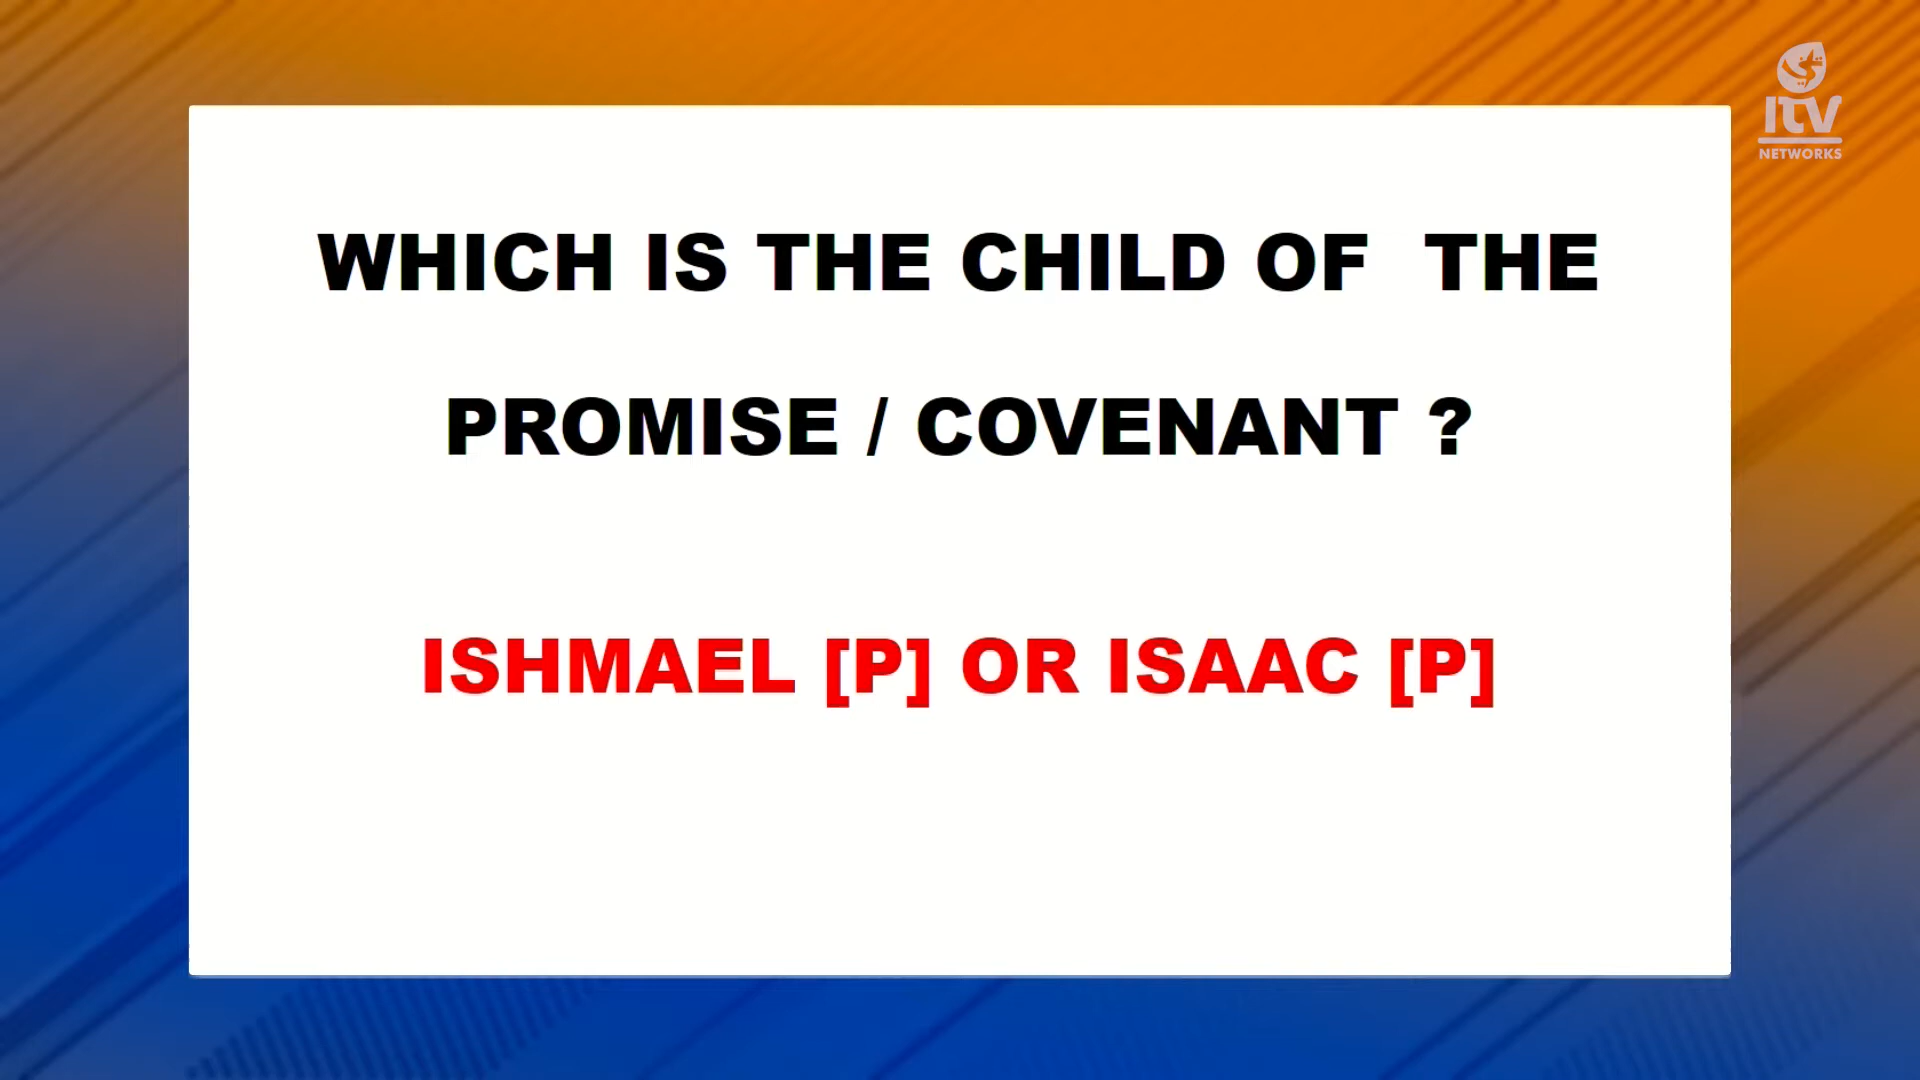 ITV
NETWORKS
WHICH IS THE CHILD OF THE
PROMISE / COVENANT ?
ISHMAEL [P] OR ISAAC [P]